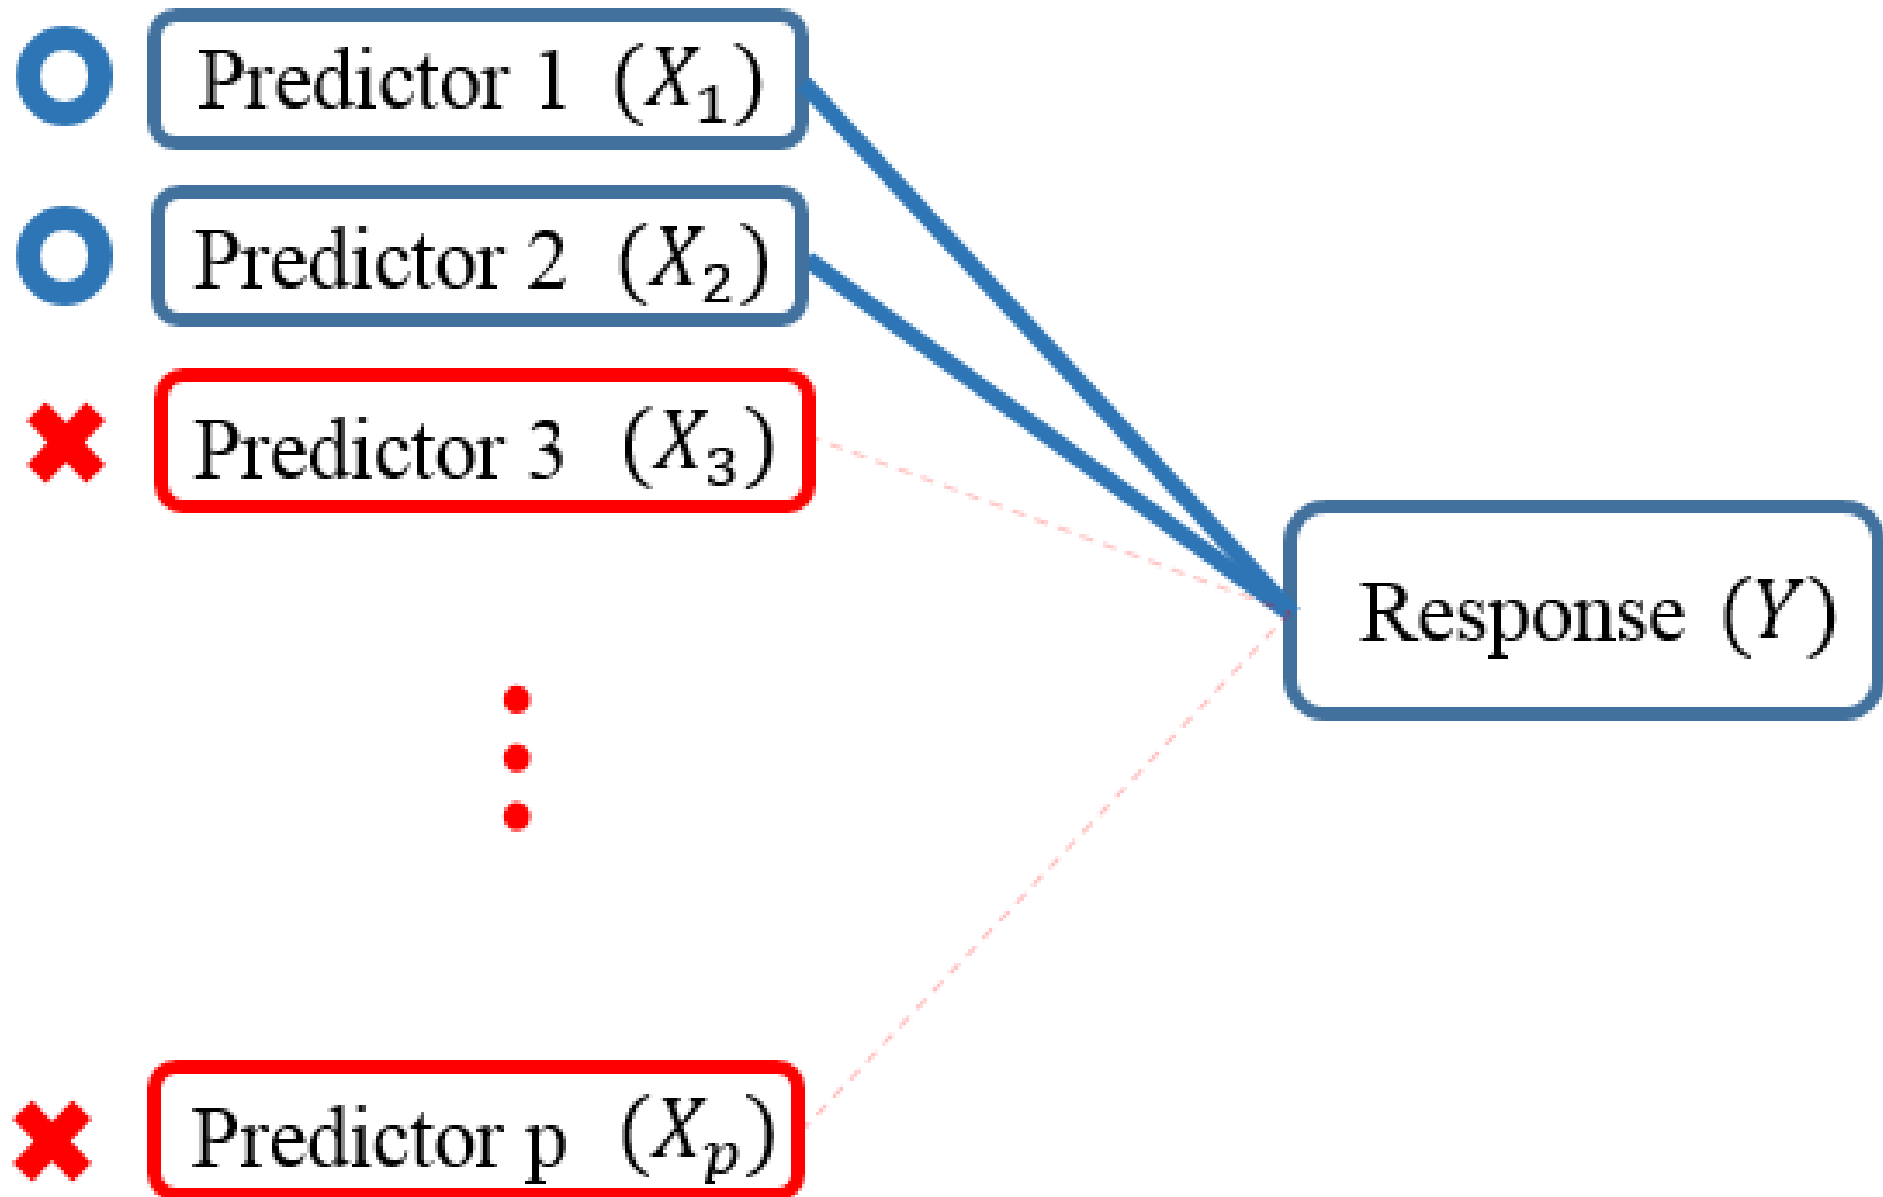 Predictor 1 (X₁)
Predictor 2 (X₂)
Predictor 3 (X₃)
Response (Y)
Predictor p (Xₚ)